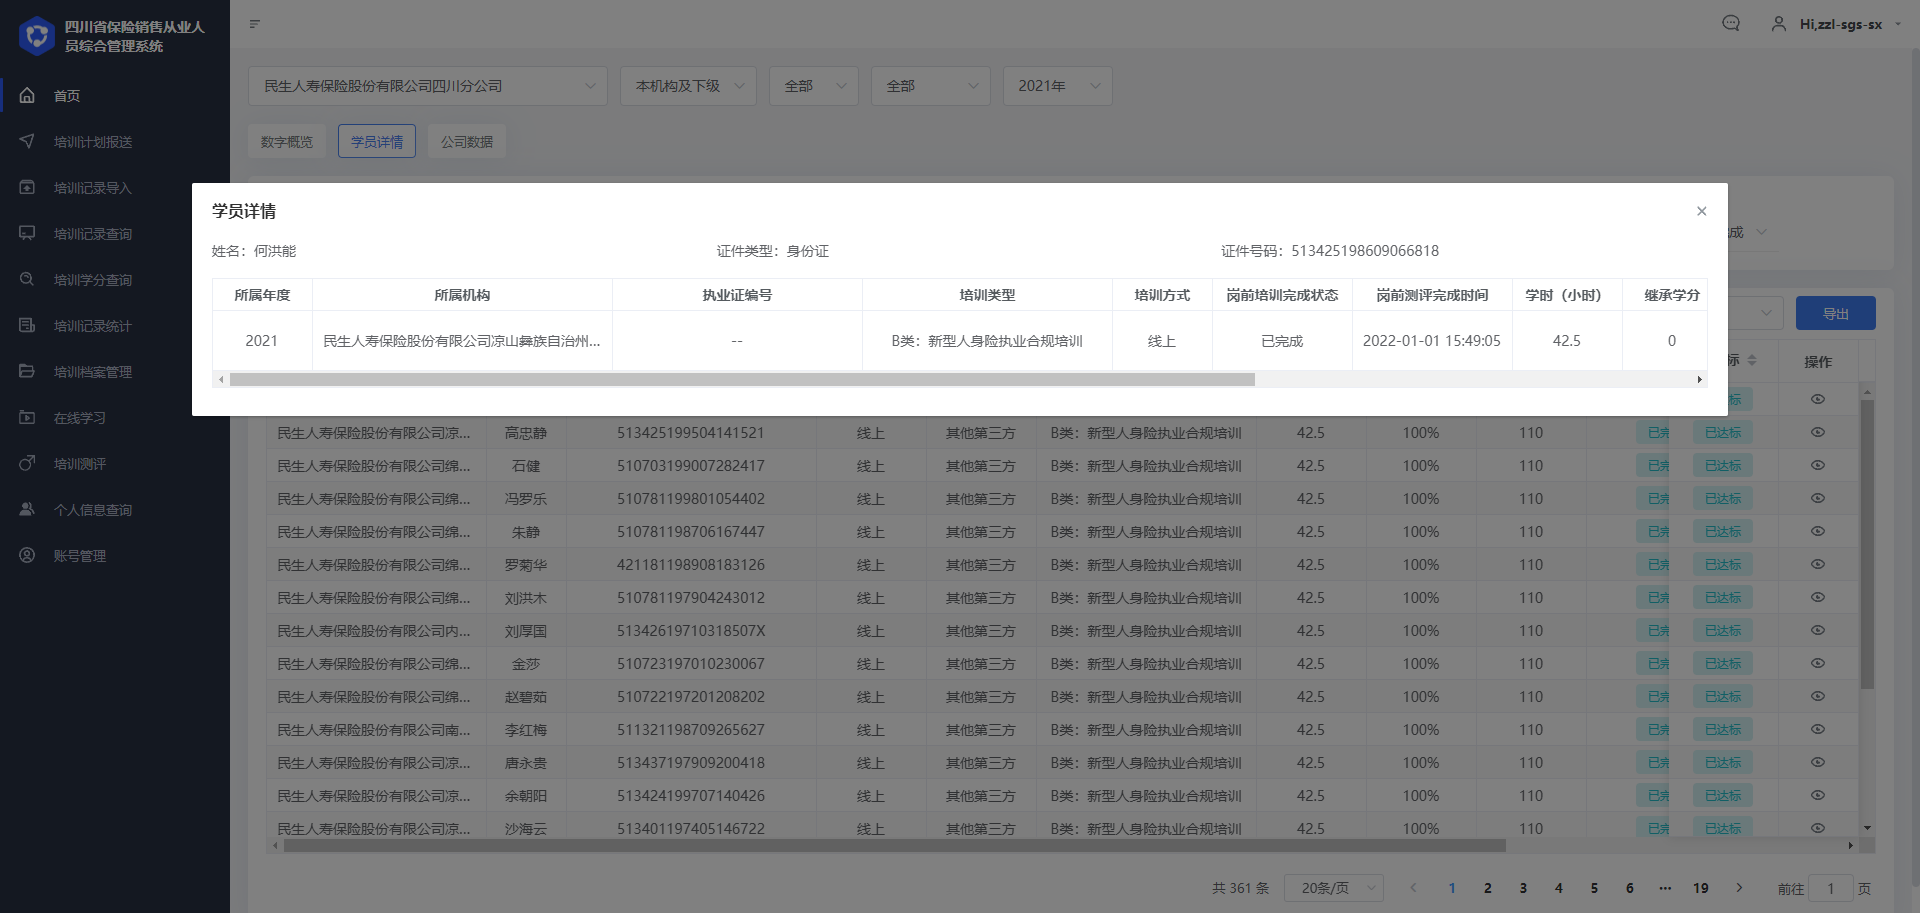 四川省保险销售从业人
员综合管理系统
首页
培训计划报送
培训记录导入
培训记录查询
培训学分查询
培训记录统计
培训档案管理
在线学习
培训测评
个人信息查询
账号管理
Hi,zzl-sgs-sx
民生人寿保险股份有限公司四川分公司 本机构及下级 全部 全部 2021年
数字概览 学员详情 公司数据
学员详情
姓名：何洪能 证件类型：身份证 证件号码：513425198609066818
所属年度 所属机构 执业证编号 培训类型 培训方式 岗前培训完成状态 岗前测评完成时间 学时（小时） 继承学分
2021 民生人寿保险股份有限公司凉山彝族自治州... -- B类：新型人身险执业合规培训 线上 已完成 2022-01-01 15:49:05 42.5 0
成
导出
标 操作
标
民生人寿保险股份有限公司凉... 高忠静 513425199504141521 线上 其他第三方 B类：新型人身险执业合规培训 42.5 100% 110 已完 已达标
民生人寿保险股份有限公司绵... 石健 510703199007282417 线上 其他第三方 B类：新型人身险执业合规培训 42.5 100% 110 已完 已达标
民生人寿保险股份有限公司绵... 冯罗乐 510781199801054402 线上 其他第三方 B类：新型人身险执业合规培训 42.5 100% 110 已完 已达标
民生人寿保险股份有限公司绵... 朱静 510781198706167447 线上 其他第三方 B类：新型人身险执业合规培训 42.5 100% 110 已完 已达标
民生人寿保险股份有限公司绵... 罗菊华 421181198908183126 线上 其他第三方 B类：新型人身险执业合规培训 42.5 100% 110 已完 已达标
民生人寿保险股份有限公司绵... 刘洪木 510781197904243012 线上 其他第三方 B类：新型人身险执业合规培训 42.5 100% 110 已完 已达标
民生人寿保险股份有限公司内... 刘厚国 51342619710318507X 线上 其他第三方 B类：新型人身险执业合规培训 42.5 100% 110 已完 已达标
民生人寿保险股份有限公司绵... 金莎 510723197010230067 线上 其他第三方 B类：新型人身险执业合规培训 42.5 100% 110 已完 已达标
民生人寿保险股份有限公司绵... 赵碧茹 510722197201208202 线上 其他第三方 B类：新型人身险执业合规培训 42.5 100% 110 已完 已达标
民生人寿保险股份有限公司南... 李红梅 511321198709265627 线上 其他第三方 B类：新型人身险执业合规培训 42.5 100% 110 已完 已达标
民生人寿保险股份有限公司凉... 唐永贵 513437197909200418 线上 其他第三方 B类：新型人身险执业合规培训 42.5 100% 110 已完 已达标
民生人寿保险股份有限公司凉... 余朝阳 513424199707140426 线上 其他第三方 B类：新型人身险执业合规培训 42.5 100% 110 已完 已达标
民生人寿保险股份有限公司凉... 沙海云 513401197405146722 线上 其他第三方 B类：新型人身险执业合规培训 42.5 100% 110 已完 已达标
共 361 条 20条/页 1 2 3 4 5 6 ... 19 前往 1 页